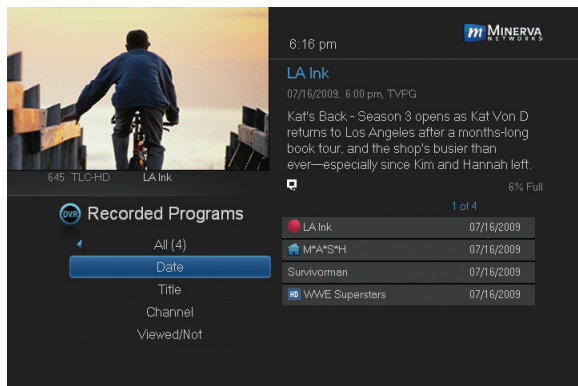 6:16 pm
m MINERVA
NETWORKS
LA Ink
07/16/2009, 6:00 pm, TVPG
Kat's Back - Season 3 opens as Kat Von D
returns to Los Angeles after a months-long
book tour, and the shop's busier than
ever—especially since Kim and Hannah left.
645 TLC-HD LA Ink
6% Full
1 of 4
DVR Recorded Programs
All (4)
Date
Title
Channel
Viewed/Not
LA Ink 07/16/2009
M*A*S*H 07/16/2009
Survivorman 07/16/2009
HD WWE Superstars 07/16/2009